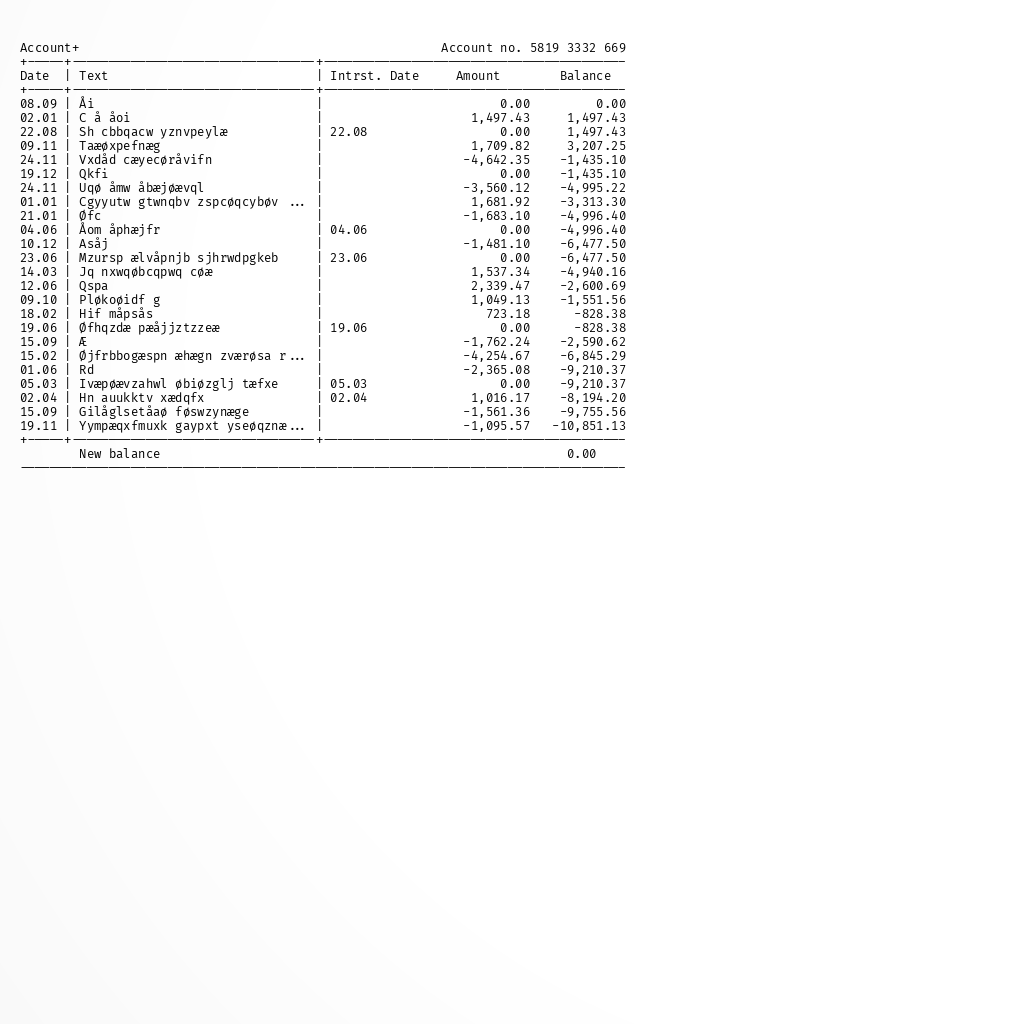 Account+ Account no. 5819 3332 669
+-----+---------------------------------+-----------------------------------------
Date | Text | Intrst. Date Amount Balance
+-----+---------------------------------+-----------------------------------------
08.09 | Åi | 0.00 0.00
02.01 | C å åoi | 1,497.43 1,497.43
22.08 | Sh cbbqacw yznvpeylæ | 22.08 0.00 1,497.43
09.11 | Taæøxpefnæg | 1,709.82 3,207.25
24.11 | Vxdåd cæyecøråvifn | -4,642.35 -1,435.10
19.12 | Qkfi | 0.00 -1,435.10
24.11 | Uqø åmw åbæjøævql | -3,560.12 -4,995.22
01.01 | Cgyyutw gtwnqbv zspcøqcybøv ... | 1,681.92 -3,313.30
21.01 | Øfc | -1,683.10 -4,996.40
04.06 | Åom åphæjfr | 04.06 0.00 -4,996.40
10.12 | Asåj | -1,481.10 -6,477.50
23.06 | Mzursp ælvåpnjb sjhrwdpgkeb | 23.06 0.00 -6,477.50
14.03 | Jq nxwqøbcqpwq cøæ | 1,537.34 -4,940.16
12.06 | Qspa | 2,339.47 -2,600.69
09.10 | Pløkoøidf g | 1,049.13 -1,551.56
18.02 | Hif måpsås | 723.18 -828.38
19.06 | Øfhqzdæ pæåjjztzzeæ | 19.06 0.00 -828.38
15.09 | Æ | -1,762.24 -2,590.62
15.02 | Øjfrbbogæspn æhægn zværøsa r... | -4,254.67 -6,845.29
01.06 | Rd | -2,365.08 -9,210.37
05.03 | Ivæpøævzahwl øbiøzglj tæfxe | 05.03 0.00 -9,210.37
02.04 | Hn auukktv xædqfx | 02.04 1,016.17 -8,194.20
15.09 | Gilåglsetåaø føswzynæge | -1,561.36 -9,755.56
19.11 | Yympæqxfmuxk gaypxt yseøqznæ... | -1,095.57 -10,851.13
+-----+---------------------------------+-----------------------------------------
New balance 0.00
----------------------------------------------------------------------------------